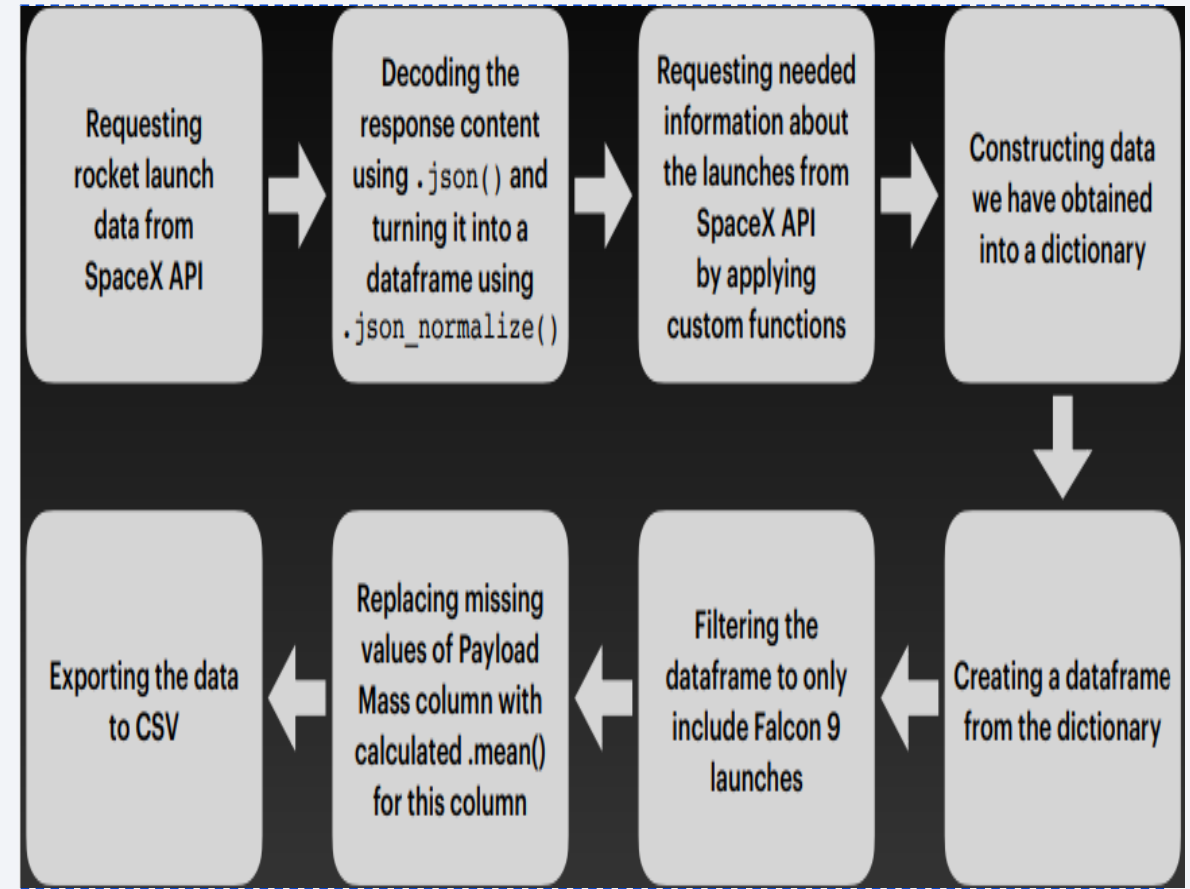 Requesting
rocket launch
data from
SpaceX API
Decoding the
response content
using .json() and
turning it into a
dataframe using
.json_normalize()
Requesting needed
information about
the launches from
SpaceX API
by applying
custom functions
Constructing data
we have obtained
into a dictionary
Creating a dataframe
from the dictionary
Filtering the
dataframe to only
include Falcon 9
launches
Replacing missing
values of Payload
Mass column with
calculated .mean()
for this column
Exporting the data
to CSV